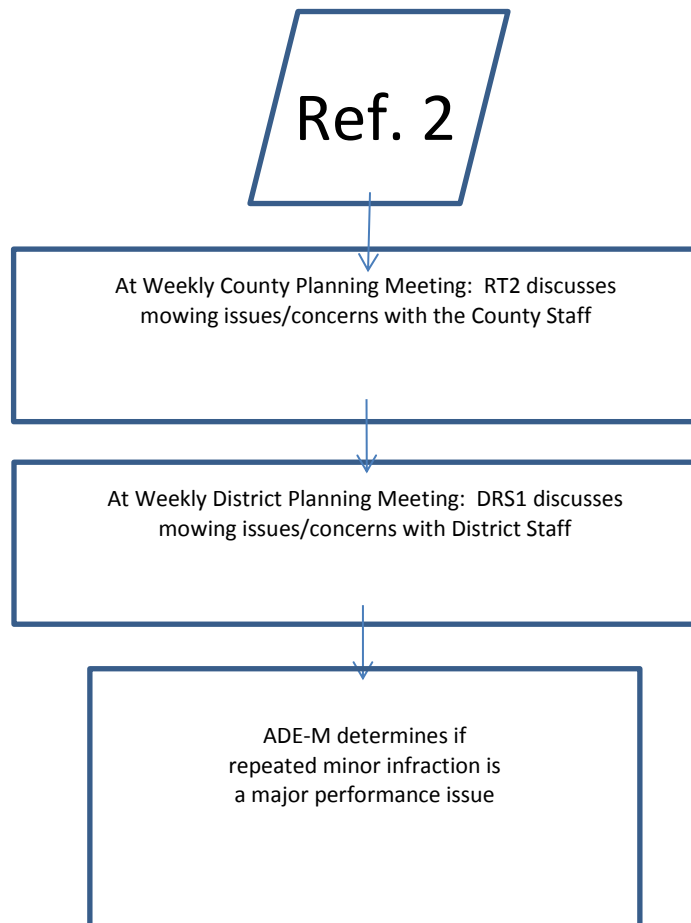 Ref. 2
At Weekly County Planning Meeting:  RT2 discusses
mowing issues/concerns with the County Staff
At Weekly District Planning Meeting:  DRS1 discusses
mowing issues/concerns with District Staff
ADE-M determines if
repeated minor infraction is
a major performance issue